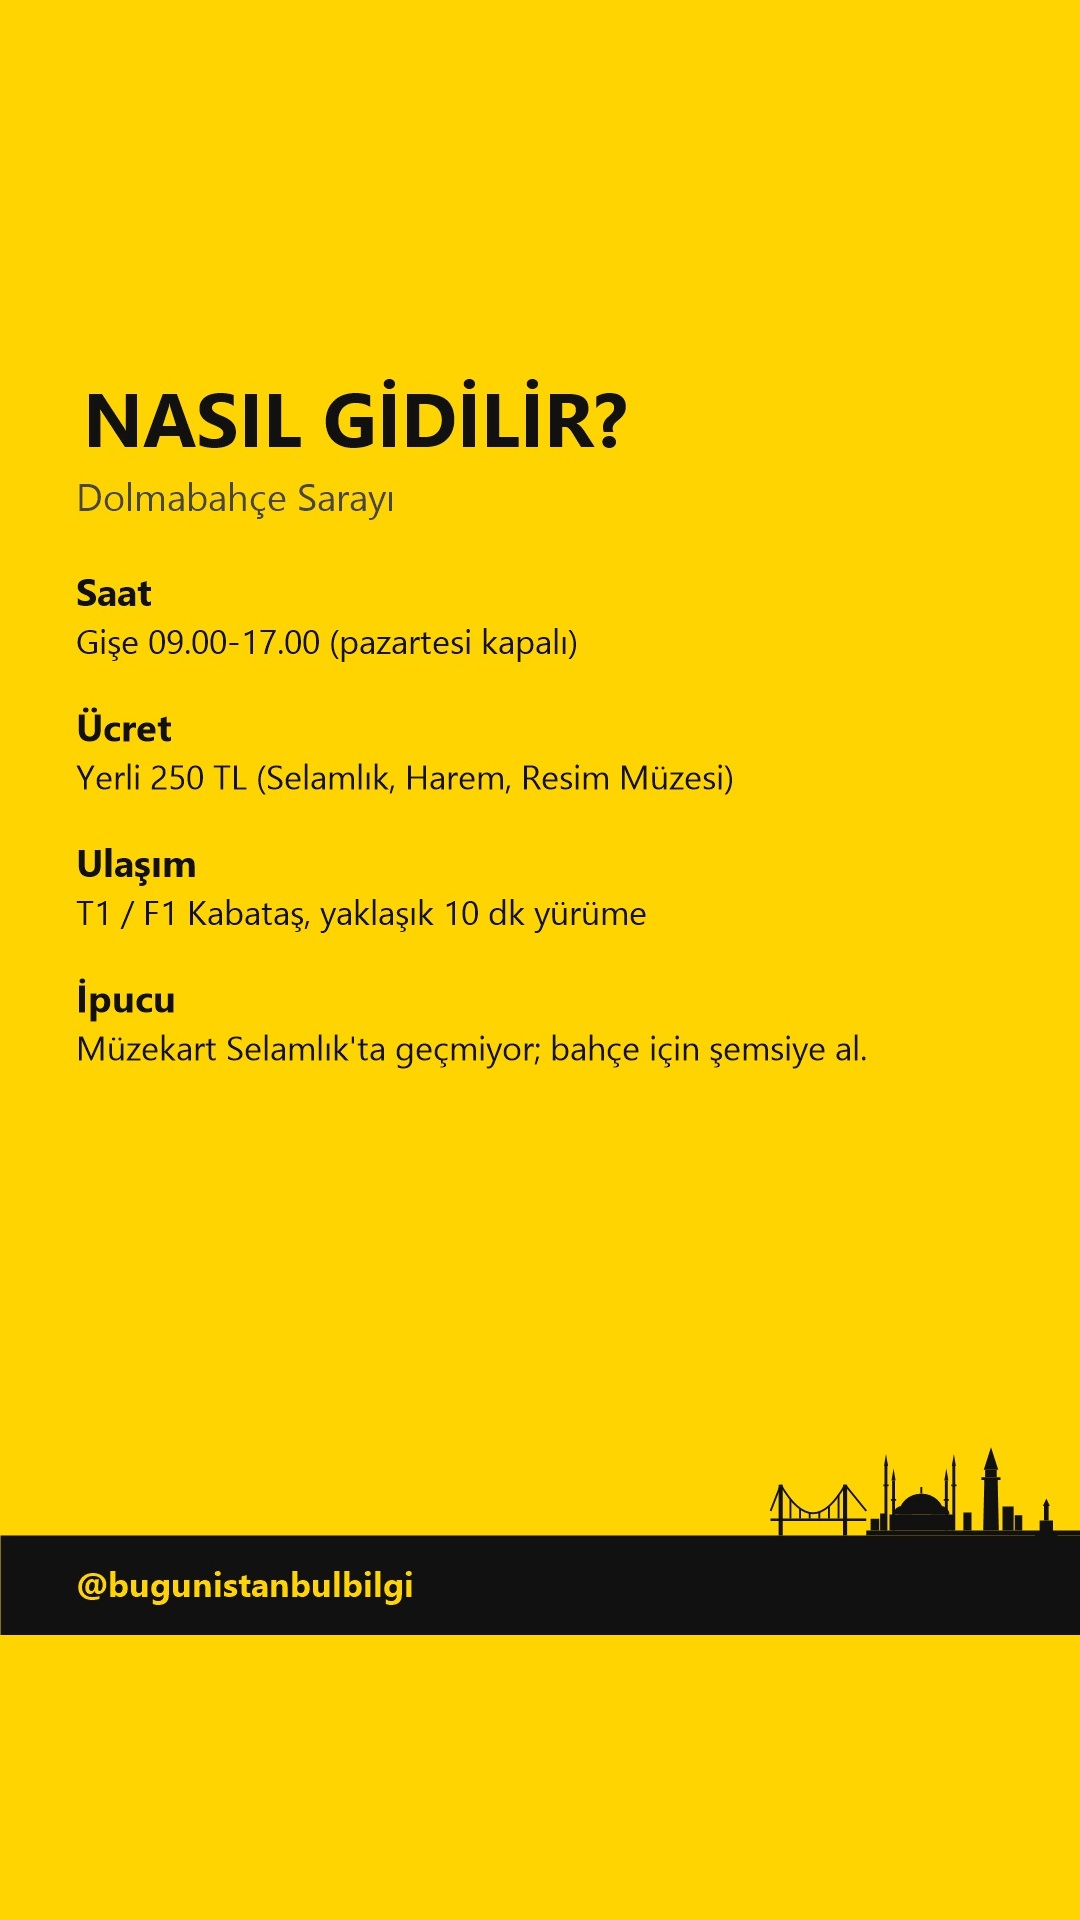 NASIL GİDİLİR?
Dolmabahçe Sarayı
Saat
Gişe 09.00-17.00 (pazartesi kapalı)
Ücret
Yerli 250 TL (Selamlık, Harem, Resim Müzesi)
Ulaşım
T1 / F1 Kabataş, yaklaşık 10 dk yürüme
İpucu
Müzekart Selamlık'ta geçmiyor; bahçe için şemsiye al.
@bugunistanbulbilgi